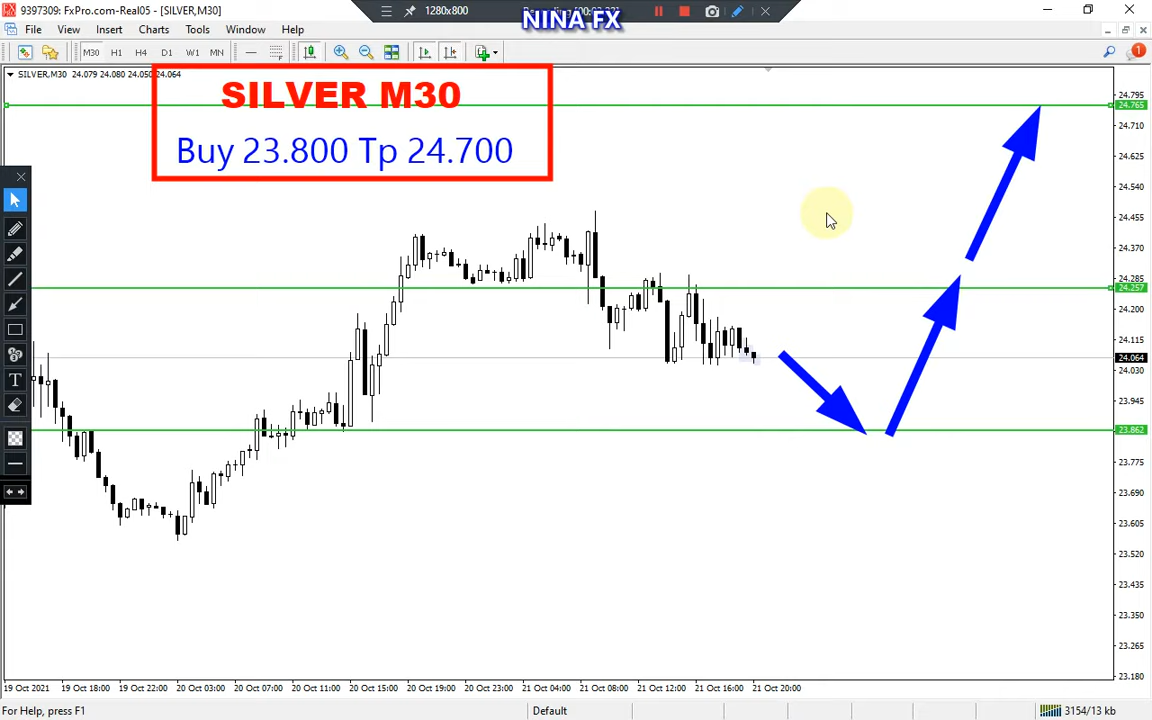 9397309: FxPro.com-Real05 - [SILVER,M30]
1280x800
NINA FX
File View Insert Charts Tools Window Help
1
M30 H1 H4 D1 W1 MN
SILVER,M30 24.079 24.080 24.050 24.064
SILVER M30
Buy 23.800 Tp 24.700
T
24.795
24.765
24.710
24.625
24.540
24.455
24.370
24.285
24.257
24.200
24.115
24.064
24.030
23.945
23.862
23.775
23.690
23.605
23.520
23.435
23.350
23.265
23.180
19 Oct 2021 19 Oct 18:00 19 Oct 22:00 20 Oct 03:00 20 Oct 07:00 20 Oct 11:00 20 Oct 15:00 20 Oct 19:00 20 Oct 23:00 21 Oct 04:00 21 Oct 08:00 21 Oct 12:00 21 Oct 16:00 21 Oct 20:00
For Help, press F1
Default
3154/13 kb